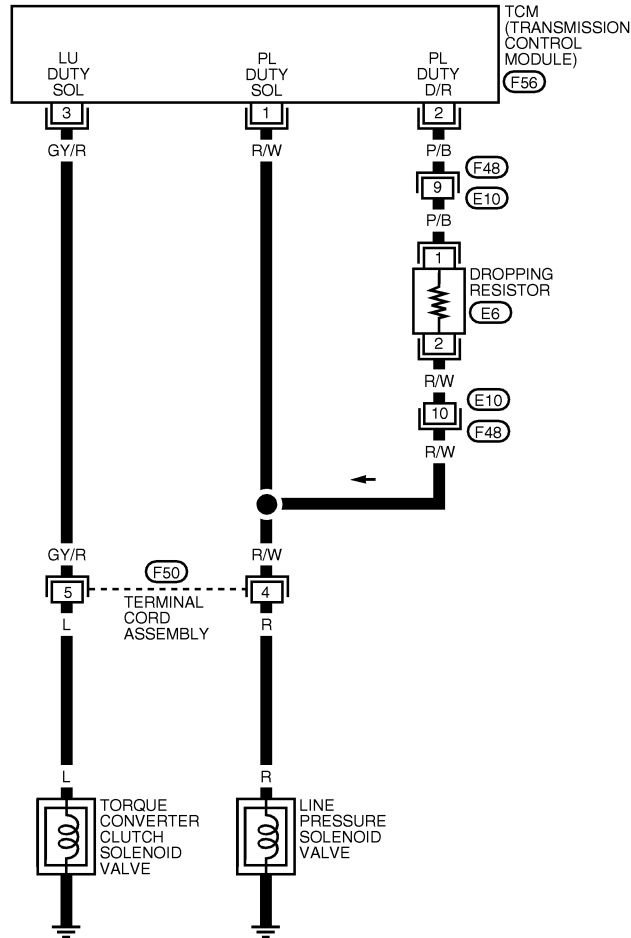 TCM
(TRANSMISSION
CONTROL
MODULE)
F56
LU
DUTY
SOL
PL
DUTY
SOL
PL
DUTY
D/R
3
1
2
GY/R
R/W
P/B
F48
9
E10
P/B
1
DROPPING
RESISTOR
E6
2
R/W
E10
10
F48
R/W
GY/R
R/W
F50
5
4
TERMINAL
CORD
ASSEMBLY
L
R
L
R
TORQUE
CONVERTER
CLUTCH
SOLENOID
VALVE
LINE
PRESSURE
SOLENOID
VALVE